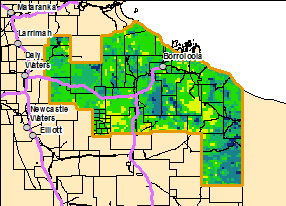 Mataranka
Larrimah
Daly
Waters
Borroloola
Newcastle
Waters
Elliott